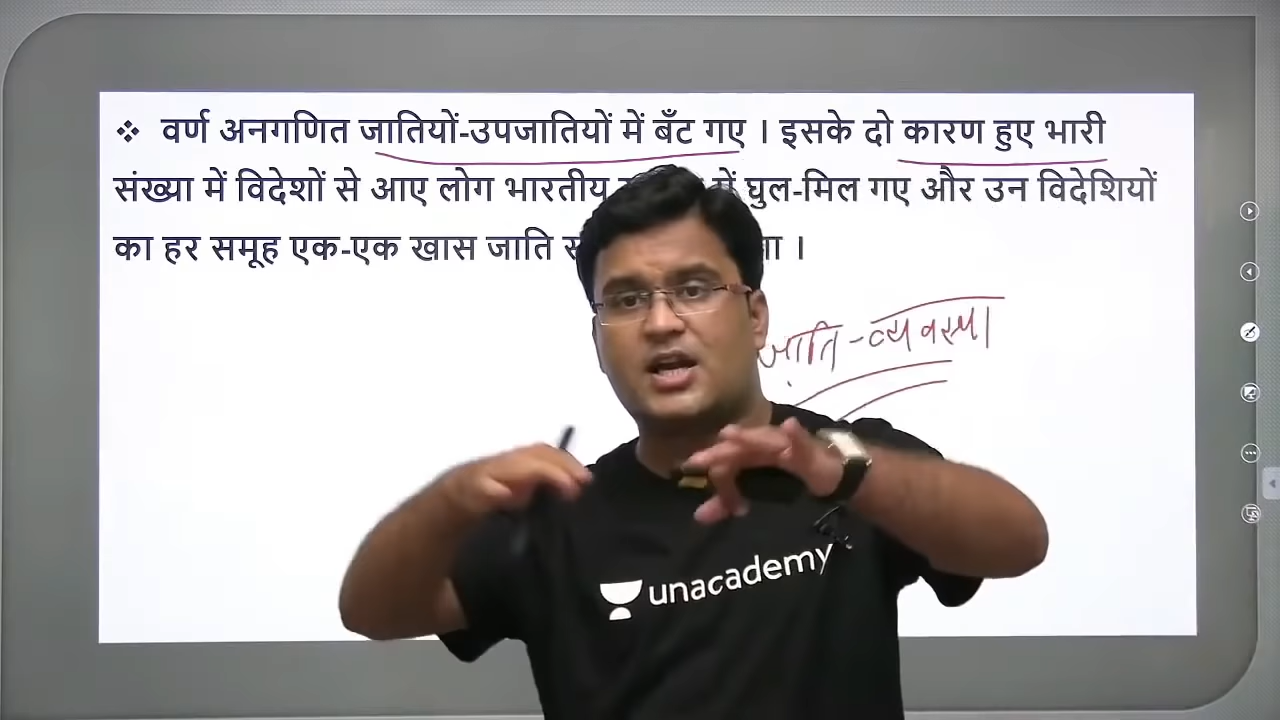 ❖ वर्ण अनगणित जातियों-उपजातियों में बँट गए । इसके दो कारण हुए भारी
संख्या में विदेशों से आए लोग भारतीय में घुल-मिल गए और उन विदेशियों
का हर समूह एक-एक खास जाति ।
जाति-व्यवस्था
unacademy